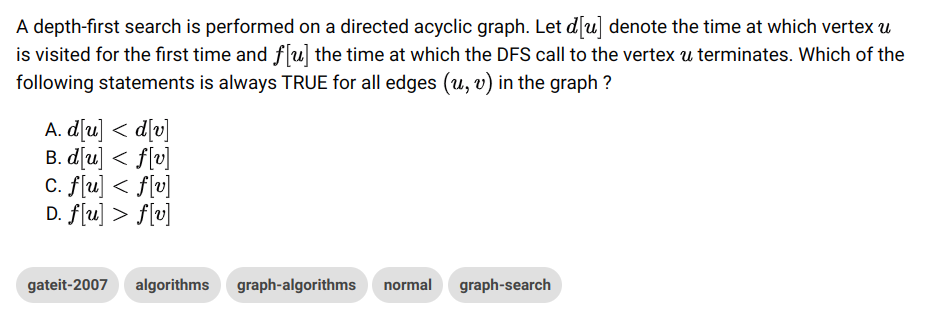 A depth-first search is performed on a directed acyclic graph. Let d[u] denote the time at which vertex u
is visited for the first time and f[u] the time at which the DFS call to the vertex u terminates. Which of the
following statements is always TRUE for all edges (u, v) in the graph ?
A. d[u] < d[v]
B. d[u] < f[v]
C. f[u] < f[v]
D. f[u] > f[v]
gateit-2007 algorithms graph-algorithms normal graph-search